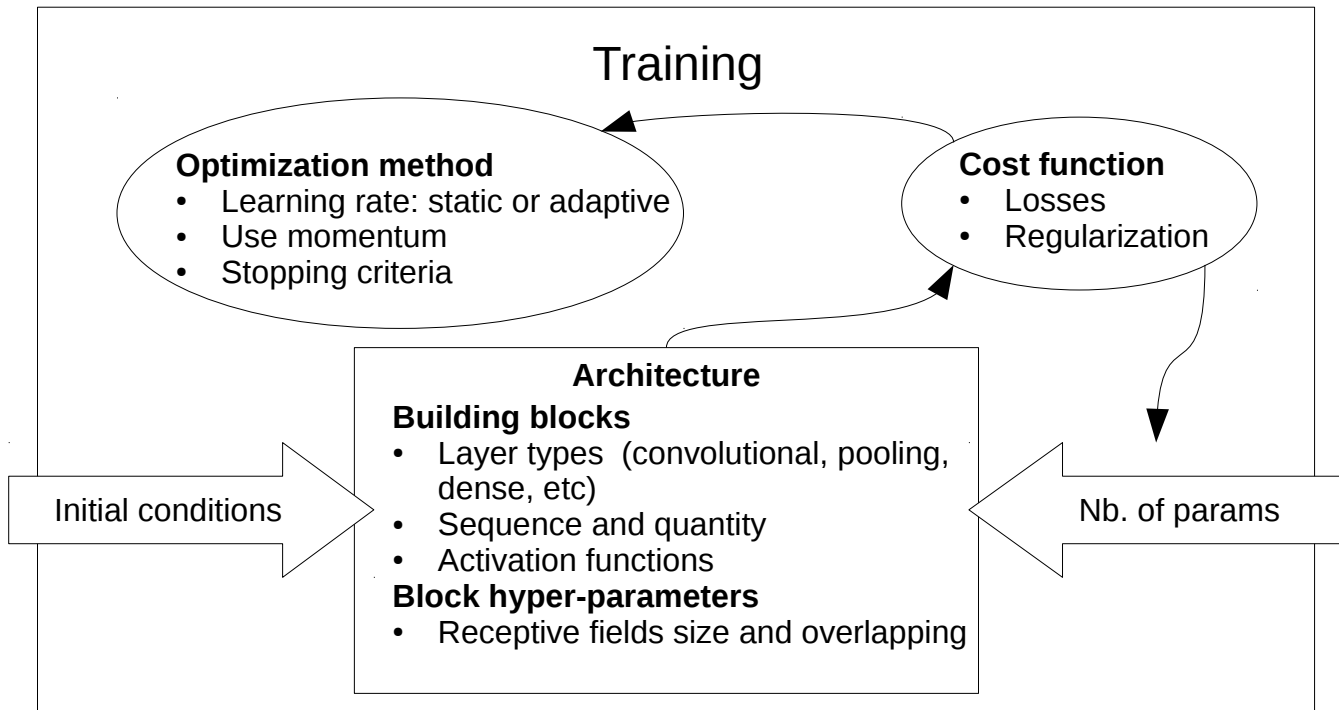 Training
Optimization method
• Learning rate: static or adaptive
• Use momentum
• Stopping criteria
Cost function
• Losses
• Regularization
Architecture
Building blocks
• Layer types (convolutional, pooling,
dense, etc)
• Sequence and quantity
• Activation functions
Block hyper-parameters
• Receptive fields size and overlapping
Initial conditions
Nb. of params